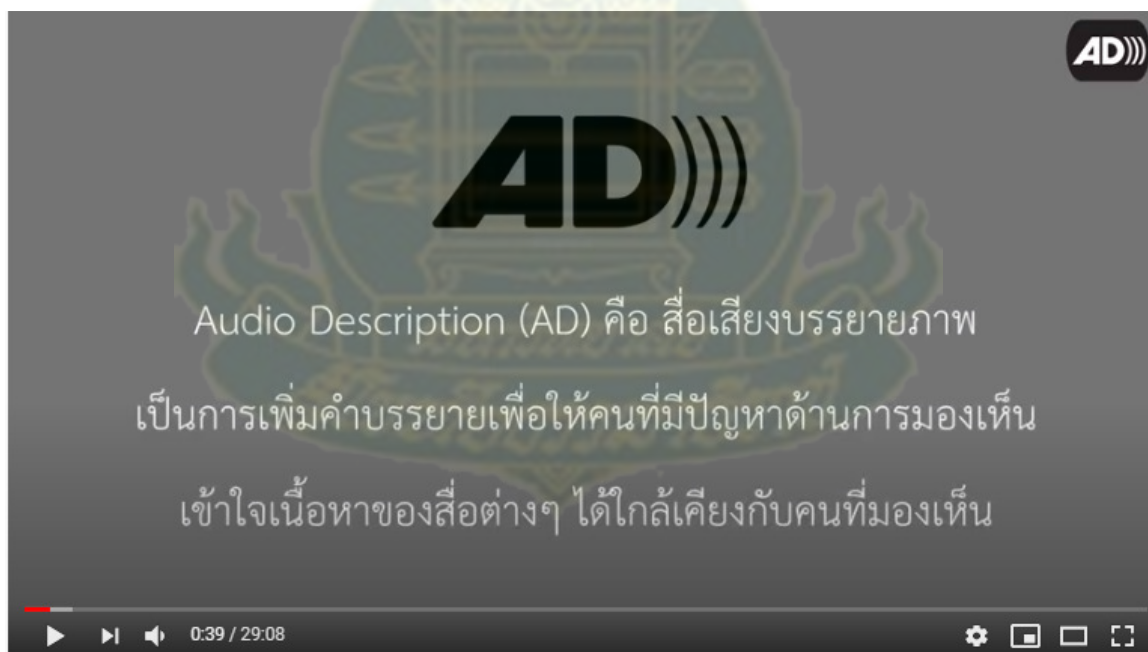 AD
AD
Audio Description (AD) คือ สื่อเสียงบรรยายภาพ
เป็นการเพิ่มคำบรรยายเพื่อให้คนที่มีปัญหาด้านการมองเห็น
เข้าใจเนื้อหาของสื่อต่างๆ ได้ใกล้เคียงกับคนที่มองเห็น
0:39 / 29:08